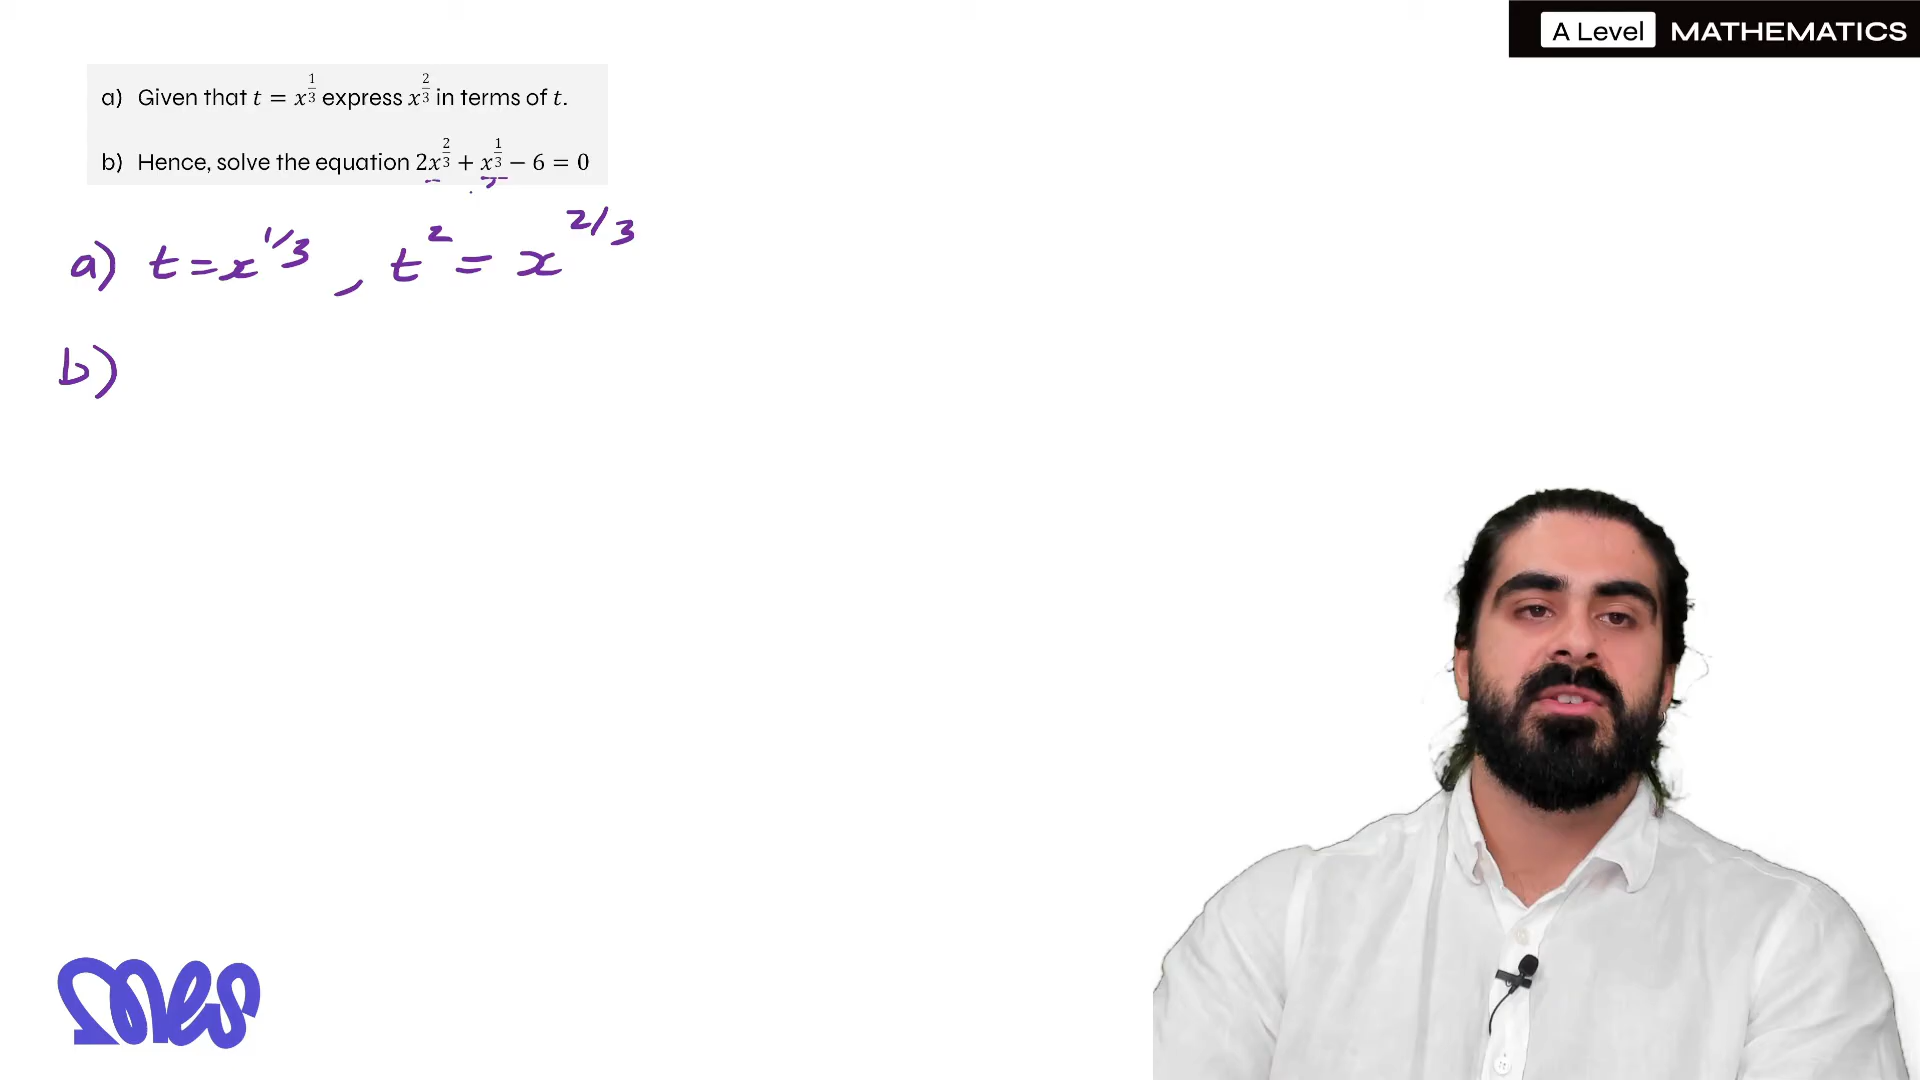 A Level MATHEMATICS
a) Given that t = x^(1/3) express x^(2/3) in terms of t.
b) Hence, solve the equation 2x^(2/3) + x^(1/3) − 6 = 0
a) t = x^1/3 , t^2 = x^2/3
b)